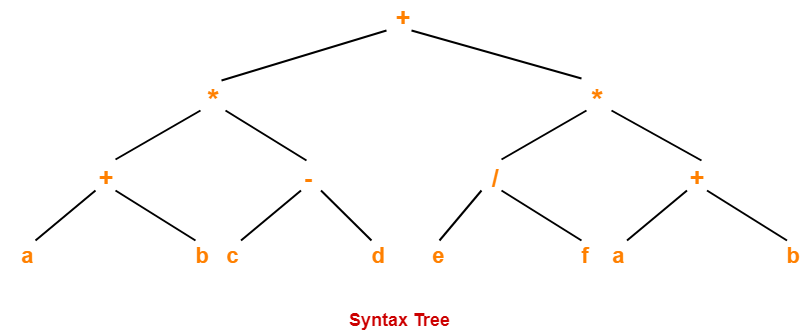 +
* *
+ - / +
a b c d e f a b
Syntax Tree